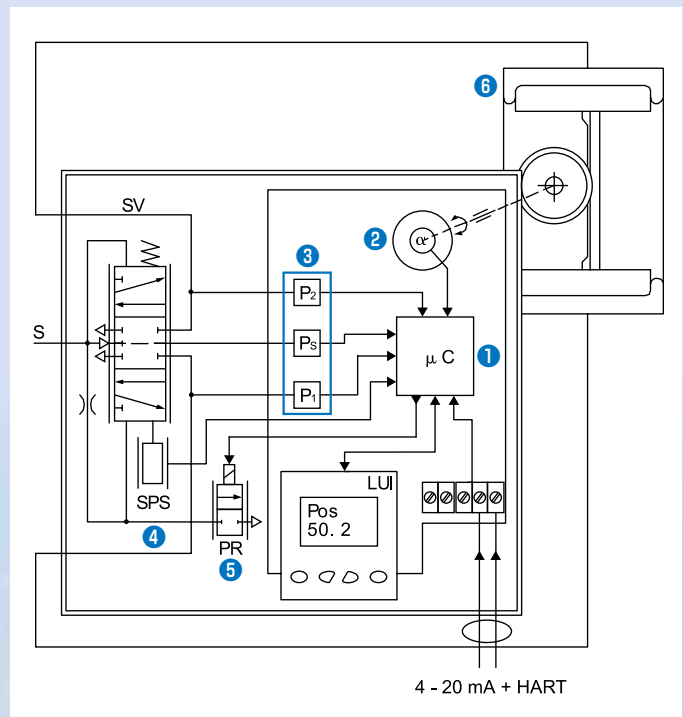 6
SV
2
α
3
P2
S
PS
μ C
1
P1
LUI
SPS
Pos
50. 2
4
PR
5
4 - 20 mA + HART